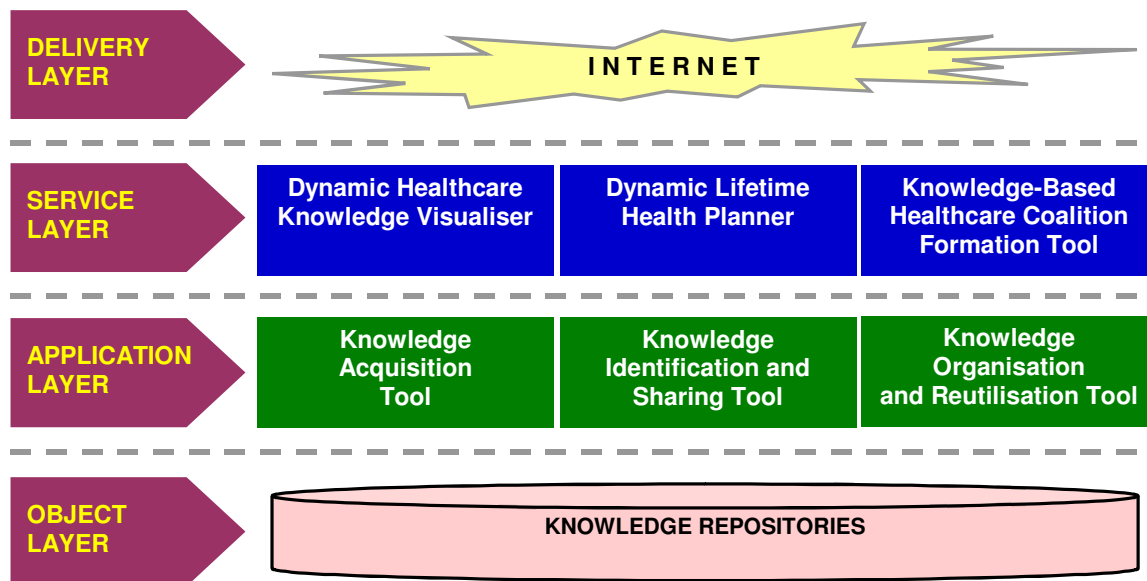 DELIVERY
LAYER
I N T E R N E T
SERVICE
LAYER
Dynamic Healthcare
Knowledge Visualiser
Dynamic Lifetime
Health Planner
Knowledge-Based
Healthcare Coalition
Formation Tool
APPLICATION
LAYER
Knowledge
Acquisition
Tool
Knowledge
Identification and
Sharing Tool
Knowledge
Organisation
and Reutilisation Tool
OBJECT
LAYER
KNOWLEDGE REPOSITORIES